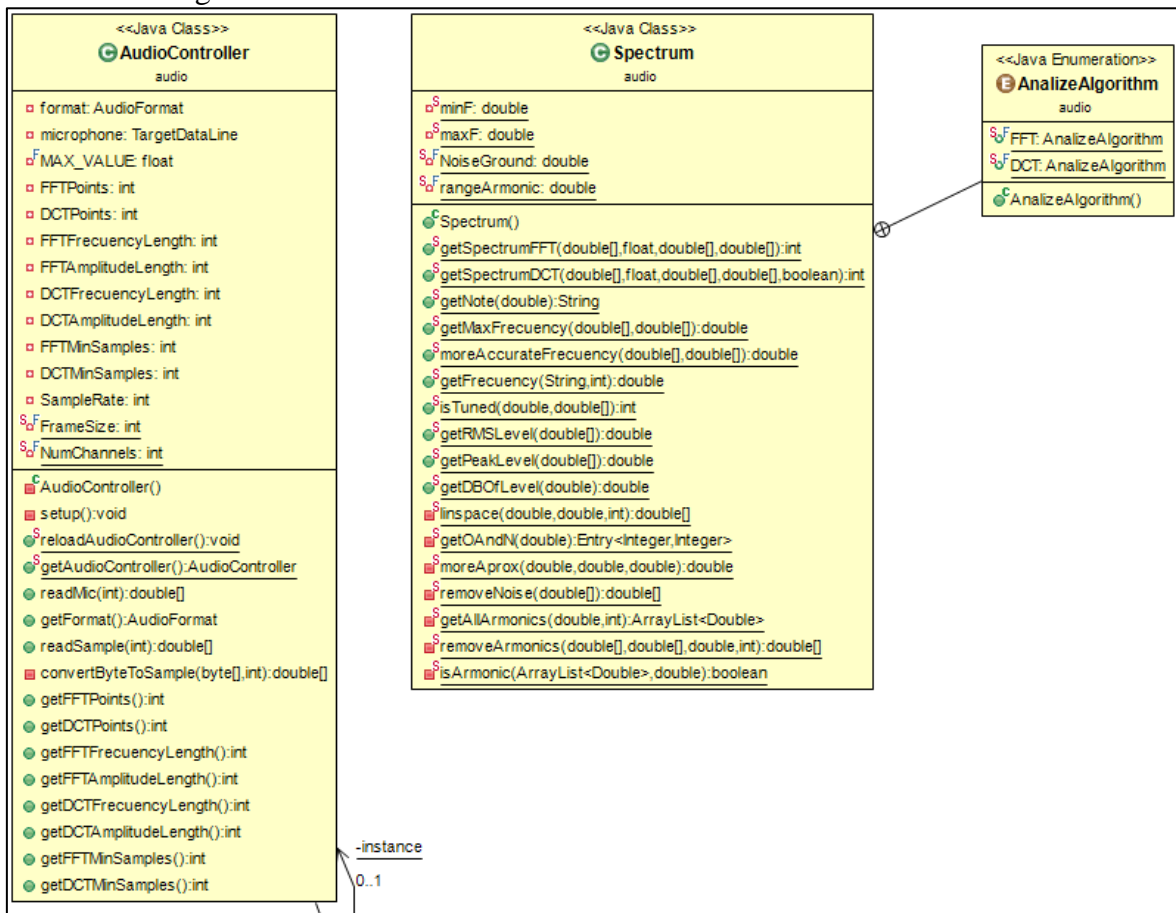 <<Java Class>>
AudioController
audio
format: AudioFormat
microphone: TargetDataLine
MAX_VALUE: float
FFTPoints: int
DCTPoints: int
FFTFrecuencyLength: int
FFTAmplitudeLength: int
DCTFrecuencyLength: int
DCTAmplitudeLength: int
FFTMinSamples: int
DCTMinSamples: int
SampleRate: int
FrameSize: int
NumChannels: int
AudioController()
setup():void
reloadAudioController():void
getAudioController():AudioController
readMic(int):double[]
getFormat():AudioFormat
readSample(int):double[]
convertByteToSample(byte[],int):double[]
getFFTPoints():int
getDCTPoints():int
getFFTFrecuencyLength():int
getFFTAmplitudeLength():int
getDCTFrecuencyLength():int
getDCTAmplitudeLength():int
getFFTMinSamples():int
getDCTMinSamples():int
-instance
0..1
<<Java Class>>
Spectrum
audio
minF: double
maxF: double
NoiseGround: double
rangeArmonic: double
Spectrum()
getSpectrumFFT(double[],float,double[],double[]):int
getSpectrumDCT(double[],float,double[],double[],boolean):int
getNote(double):String
getMaxFrecuency(double[],double[]):double
moreAccurateFrecuency(double[],double[]):double
getFrecuency(String,int):double
isTuned(double,double[]):int
getRMSLevel(double[]):double
getPeakLevel(double[]):double
getDBOfLevel(double):double
linspace(double,double,int):double[]
getOAndN(double):Entry<Integer,Integer>
moreAprox(double,double,double):double
removeNoise(double[]):double[]
getAllArmonics(double,int):ArrayList<Double>
removeArmonics(double[],double[],double,int):double[]
isArmonic(ArrayList<Double>,double):boolean
<<Java Enumeration>>
AnalizeAlgorithm
audio
FFT: AnalizeAlgorithm
DCT: AnalizeAlgorithm
AnalizeAlgorithm()